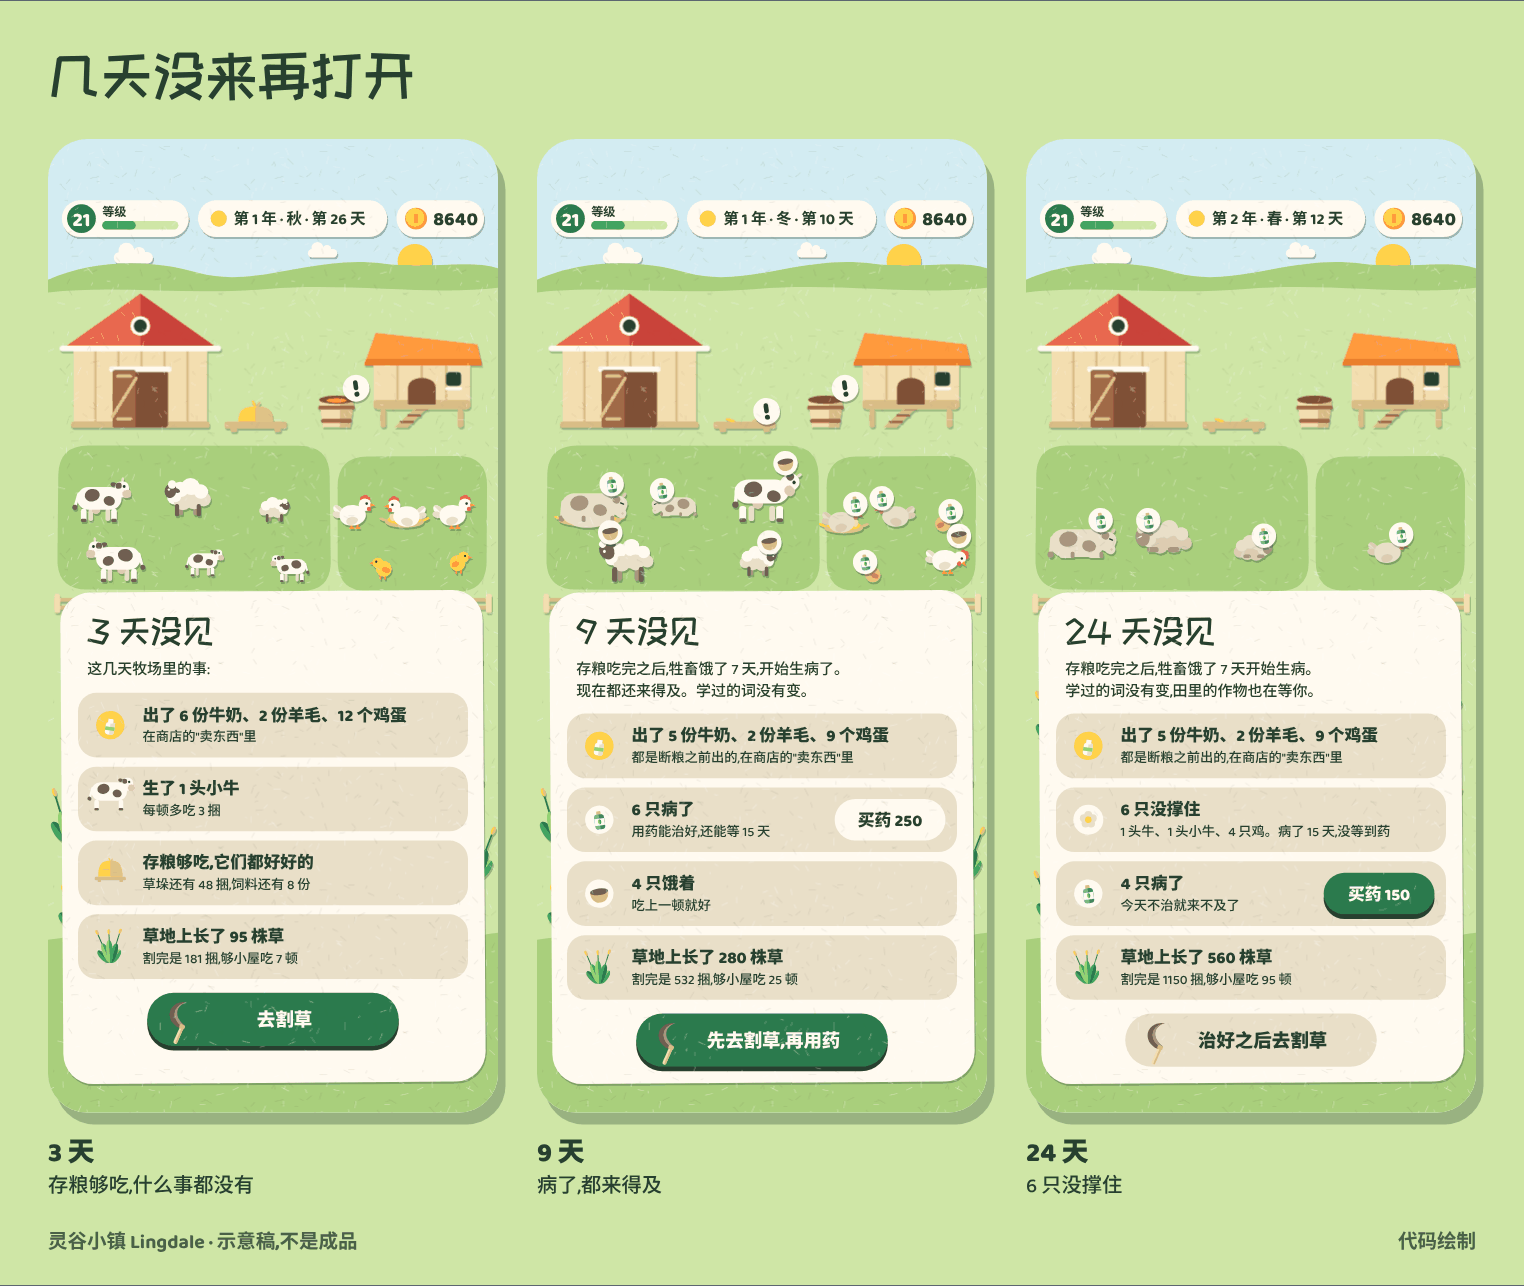 几天没来再打开
21 等级
第 1 年 · 秋 · 第 26 天
8640
3 天没见
这几天牧场里的事:
出了 6 份牛奶、2 份羊毛、12 个鸡蛋
在商店的"卖东西"里
生了 1 头小牛
每顿多吃 3 捆
存粮够吃,它们都好好的
草垛还有 48 捆,饲料还有 8 份
草地上长了 95 株草
割完是 181 捆,够小屋吃 7 顿
去割草
3 天
存粮够吃,什么事都没有
21 等级
第 1 年 · 冬 · 第 10 天
8640
9 天没见
存粮吃完之后,牲畜饿了 7 天,开始生病了。
现在都还来得及。学过的词没有变。
出了 5 份牛奶、2 份羊毛、9 个鸡蛋
都是断粮之前出的,在商店的"卖东西"里
6 只病了
用药能治好,还能等 15 天
买药 250
4 只饿着
吃上一顿就好
草地上长了 280 株草
割完是 532 捆,够小屋吃 25 顿
先去割草,再用药
9 天
病了,都来得及
21 等级
第 2 年 · 春 · 第 12 天
8640
24 天没见
存粮吃完之后,牲畜饿了 7 天开始生病。
学过的词没有变,田里的作物也在等你。
出了 5 份牛奶、2 份羊毛、9 个鸡蛋
都是断粮之前出的,在商店的"卖东西"里
6 只没撑住
1 头牛、1 头小牛、4 只鸡。病了 15 天,没等到药
4 只病了
今天不治就来不及了
买药 150
草地上长了 560 株草
割完是 1150 捆,够小屋吃 95 顿
治好之后去割草
24 天
6 只没撑住
灵谷小镇 Lingdale · 示意稿,不是成品
代码绘制